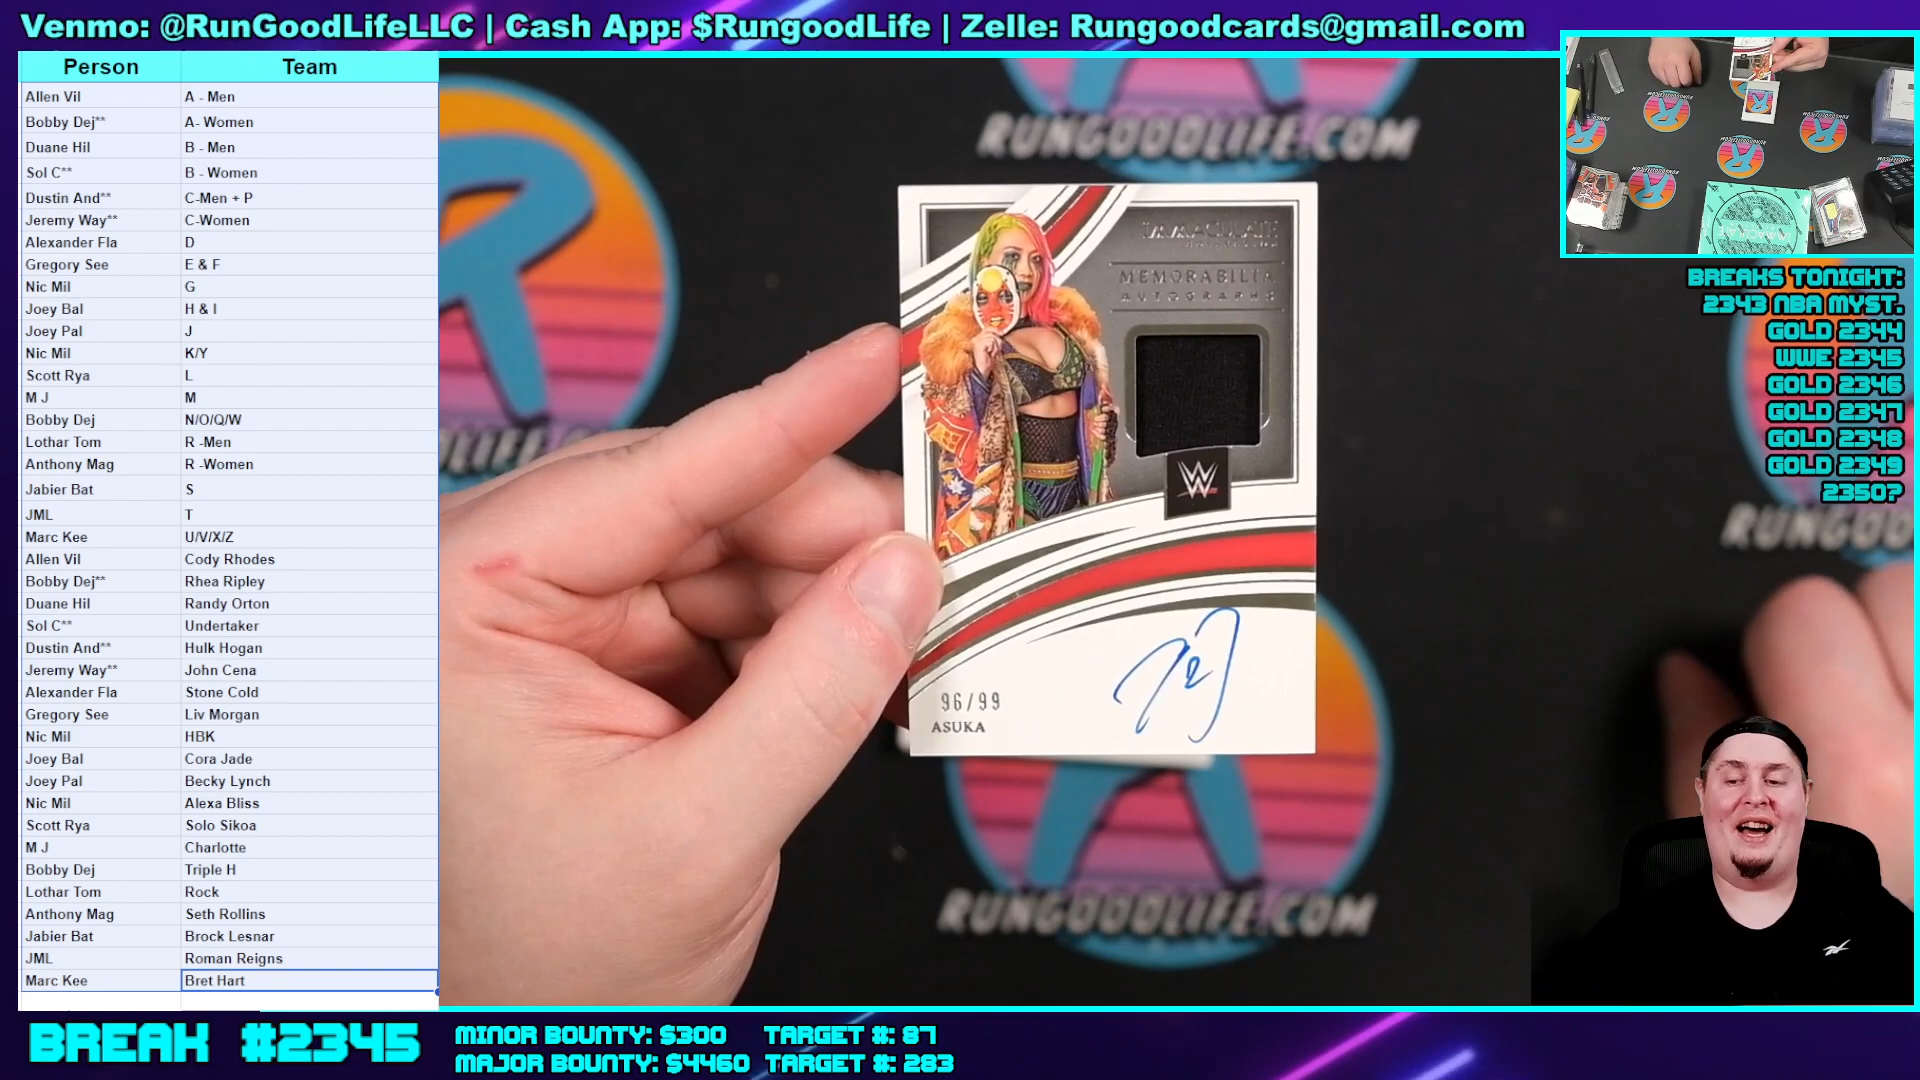 Venmo: @RunGoodLifeLLC | Cash App: $RungoodLife | Zelle: Rungoodcards@gmail.com
Person Team
Allen Vil A - Men
Bobby Dej** A- Women
Duane Hil B - Men
Sol C** B - Women
Dustin And** C-Men + P
Jeremy Way** C-Women
Alexander Fla D
Gregory See E & F
Nic Mil G
Joey Bal H & I
Joey Pal J
Nic Mil K/Y
Scott Rya L
M J M
Bobby Dej N/O/Q/W
Lothar Tom R -Men
Anthony Mag R -Women
Jabier Bat S
JML T
Marc Kee U/V/X/Z
Allen Vil Cody Rhodes
Bobby Dej** Rhea Ripley
Duane Hil Randy Orton
Sol C** Undertaker
Dustin And** Hulk Hogan
Jeremy Way** John Cena
Alexander Fla Stone Cold
Gregory See Liv Morgan
Nic Mil HBK
Joey Bal Cora Jade
Joey Pal Becky Lynch
Nic Mil Alexa Bliss
Scott Rya Solo Sikoa
M J Charlotte
Bobby Dej Triple H
Lothar Tom Rock
Anthony Mag Seth Rollins
Jabier Bat Brock Lesnar
JML Roman Reigns
Marc Kee Bret Hart
RUNGOODLIFE.COM
IMMACULATE
COLLECTION
MEMORABILIA
AUTOGRAPHS
W
96/99
ASUKA
RUNGOODLIFE.COM
BREAKS TONIGHT:
2343 NBA MYST.
GOLD 2344
WWE 2345
GOLD 2346
GOLD 2347
GOLD 2348
GOLD 2349
2350?
BREAK #2345
MINOR BOUNTY: $300 TARGET #: 87
MAJOR BOUNTY: $4460 TARGET #: 283